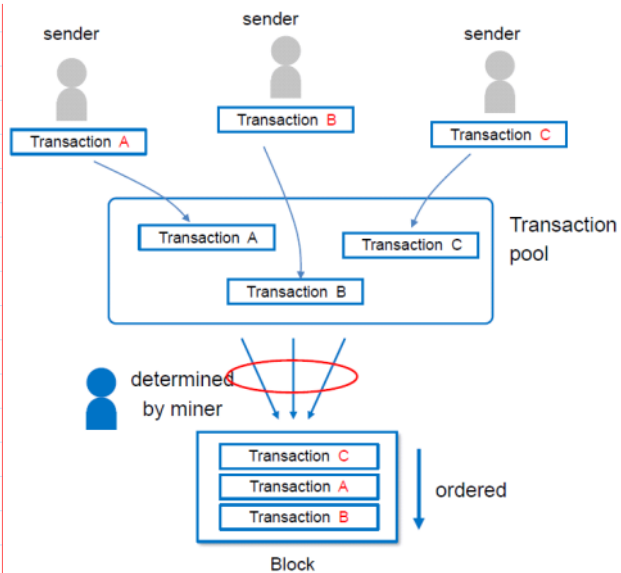 sender
sender
sender
Transaction A
Transaction B
Transaction C
Transaction A
Transaction C
Transaction B
Transaction
pool
determined
by miner
Transaction C
Transaction A
Transaction B
ordered
Block